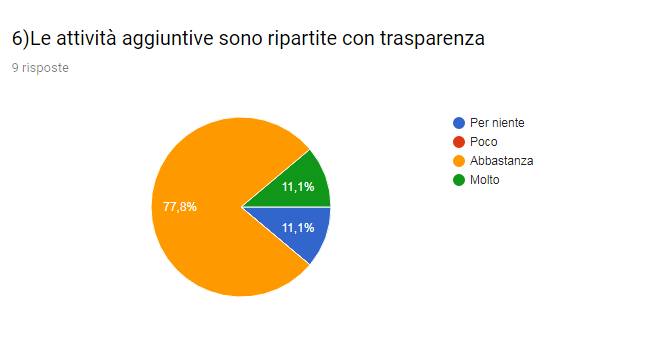 6)Le attività aggiuntive sono ripartite con trasparenza
9 risposte
Per niente
Poco
Abbastanza
Molto
11,1%
77,8%
11,1%